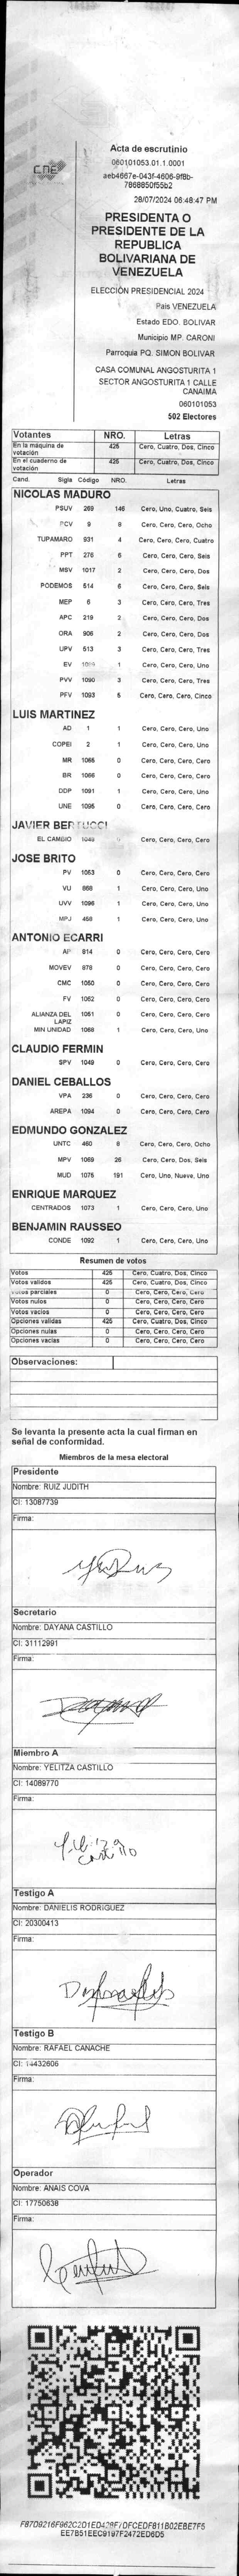 CNE
Acta de escrutinio
060101053.01.1.0001
aeb4667e-043f-4606-9f8b-
7868850f55b2
28/07/2024 06:48:47 PM
PRESIDENTA O
PRESIDENTE DE LA
REPUBLICA
BOLIVARIANA DE
VENEZUELA
ELECCIÓN PRESIDENCIAL 2024
Pais VENEZUELA
Estado EDO. BOLIVAR
Municipio MP. CARONI
Parroquia PQ. SIMON BOLIVAR
CASA COMUNAL ANGOSTURITA 1
SECTOR ANGOSTURITA 1 CALLE
CANAIMA
060101053
502 Electores
Votantes NRO. Letras
En la máquina de votación 425 Cero, Cuatro, Dos, Cinco
En el cuaderno de votación 425 Cero, Cuatro, Dos, Cinco
Cand. Sigla Código NRO. Letras
NICOLAS MADURO
PSUV 269 146 Cero, Uno, Cuatro, Seis
PCV 9 8 Cero, Cero, Cero, Ocho
TUPAMARO 931 4 Cero, Cero, Cero, Cuatro
PPT 276 6 Cero, Cero, Cero, Seis
MSV 1017 2 Cero, Cero, Cero, Dos
PODEMOS 514 6 Cero, Cero, Cero, Seis
MEP 6 3 Cero, Cero, Cero, Tres
APC 219 2 Cero, Cero, Cero, Dos
ORA 906 2 Cero, Cero, Cero, Dos
UPV 513 3 Cero, Cero, Cero, Tres
EV 1 Cero, Cero, Cero, Uno
PVV 1090 3 Cero, Cero, Cero, Tres
PFV 1093 5 Cero, Cero, Cero, Cinco
LUIS MARTINEZ
AD 1 1 Cero, Cero, Cero, Uno
COPEI 2 1 Cero, Cero, Cero, Uno
MR 1065 0 Cero, Cero, Cero, Cero
BR 1066 0 Cero, Cero, Cero, Cero
DDP 1091 1 Cero, Cero, Cero, Uno
UNE 1095 0 Cero, Cero, Cero, Cero
JAVIER BERTUCCI
EL CAMBIO 1048 0 Cero, Cero, Cero, Cero
JOSE BRITO
PV 1053 0 Cero, Cero, Cero, Cero
VU 868 1 Cero, Cero, Cero, Uno
UVV 1096 1 Cero, Cero, Cero, Uno
MPJ 458 1 Cero, Cero, Cero, Uno
ANTONIO ECARRI
AP 814 0 Cero, Cero, Cero, Cero
MOVEV 878 0 Cero, Cero, Cero, Cero
CMC 1050 0 Cero, Cero, Cero, Cero
FV 1052 0 Cero, Cero, Cero, Cero
ALIANZA DEL LAPIZ 1051 0 Cero, Cero, Cero, Cero
MIN UNIDAD 1068 1 Cero, Cero, Cero, Uno
CLAUDIO FERMIN
SPV 1049 0 Cero, Cero, Cero, Cero
DANIEL CEBALLOS
VPA 236 0 Cero, Cero, Cero, Cero
AREPA 1094 0 Cero, Cero, Cero, Cero
EDMUNDO GONZALEZ
UNTC 460 8 Cero, Cero, Cero, Ocho
MPV 1069 26 Cero, Cero, Dos, Seis
MUD 1075 191 Cero, Uno, Nueve, Uno
ENRIQUE MARQUEZ
CENTRADOS 1073 1 Cero, Cero, Cero, Uno
BENJAMIN RAUSSEO
CONDE 1092 1 Cero, Cero, Cero, Uno
Resumen de votos
Votos 425 Cero, Cuatro, Dos, Cinco
Votos validos 425 Cero, Cuatro, Dos, Cinco
Votos parciales 0 Cero, Cero, Cero, Cero
Votos nulos 0 Cero, Cero, Cero, Cero
Votos vacios 0 Cero, Cero, Cero, Cero
Opciones validas 425 Cero, Cuatro, Dos, Cinco
Opciones nulas 0 Cero, Cero, Cero, Cero
Opciones vacias 0 Cero, Cero, Cero, Cero
Observaciones:
Se levanta la presente acta la cual firman en
señal de conformidad.
Miembros de la mesa electoral
Presidente
Nombre: RUIZ JUDITH
CI: 13087739
Firma:
Secretario
Nombre: DAYANA CASTILLO
CI: 31112991
Firma:
Miembro A
Nombre: YELITZA CASTILLO
CI: 14089770
Firma:
Yelitza
Castillo
Testigo A
Nombre: DANIELIS RODRIGUEZ
CI: 20300413
Firma:
Testigo B
Nombre: RAFAEL CANACHE
CI: 14432606
Firma:
Operador
Nombre: ANAIS COVA
CI: 17750638
Firma:
EE7B51EEC9197F2472ED6D5